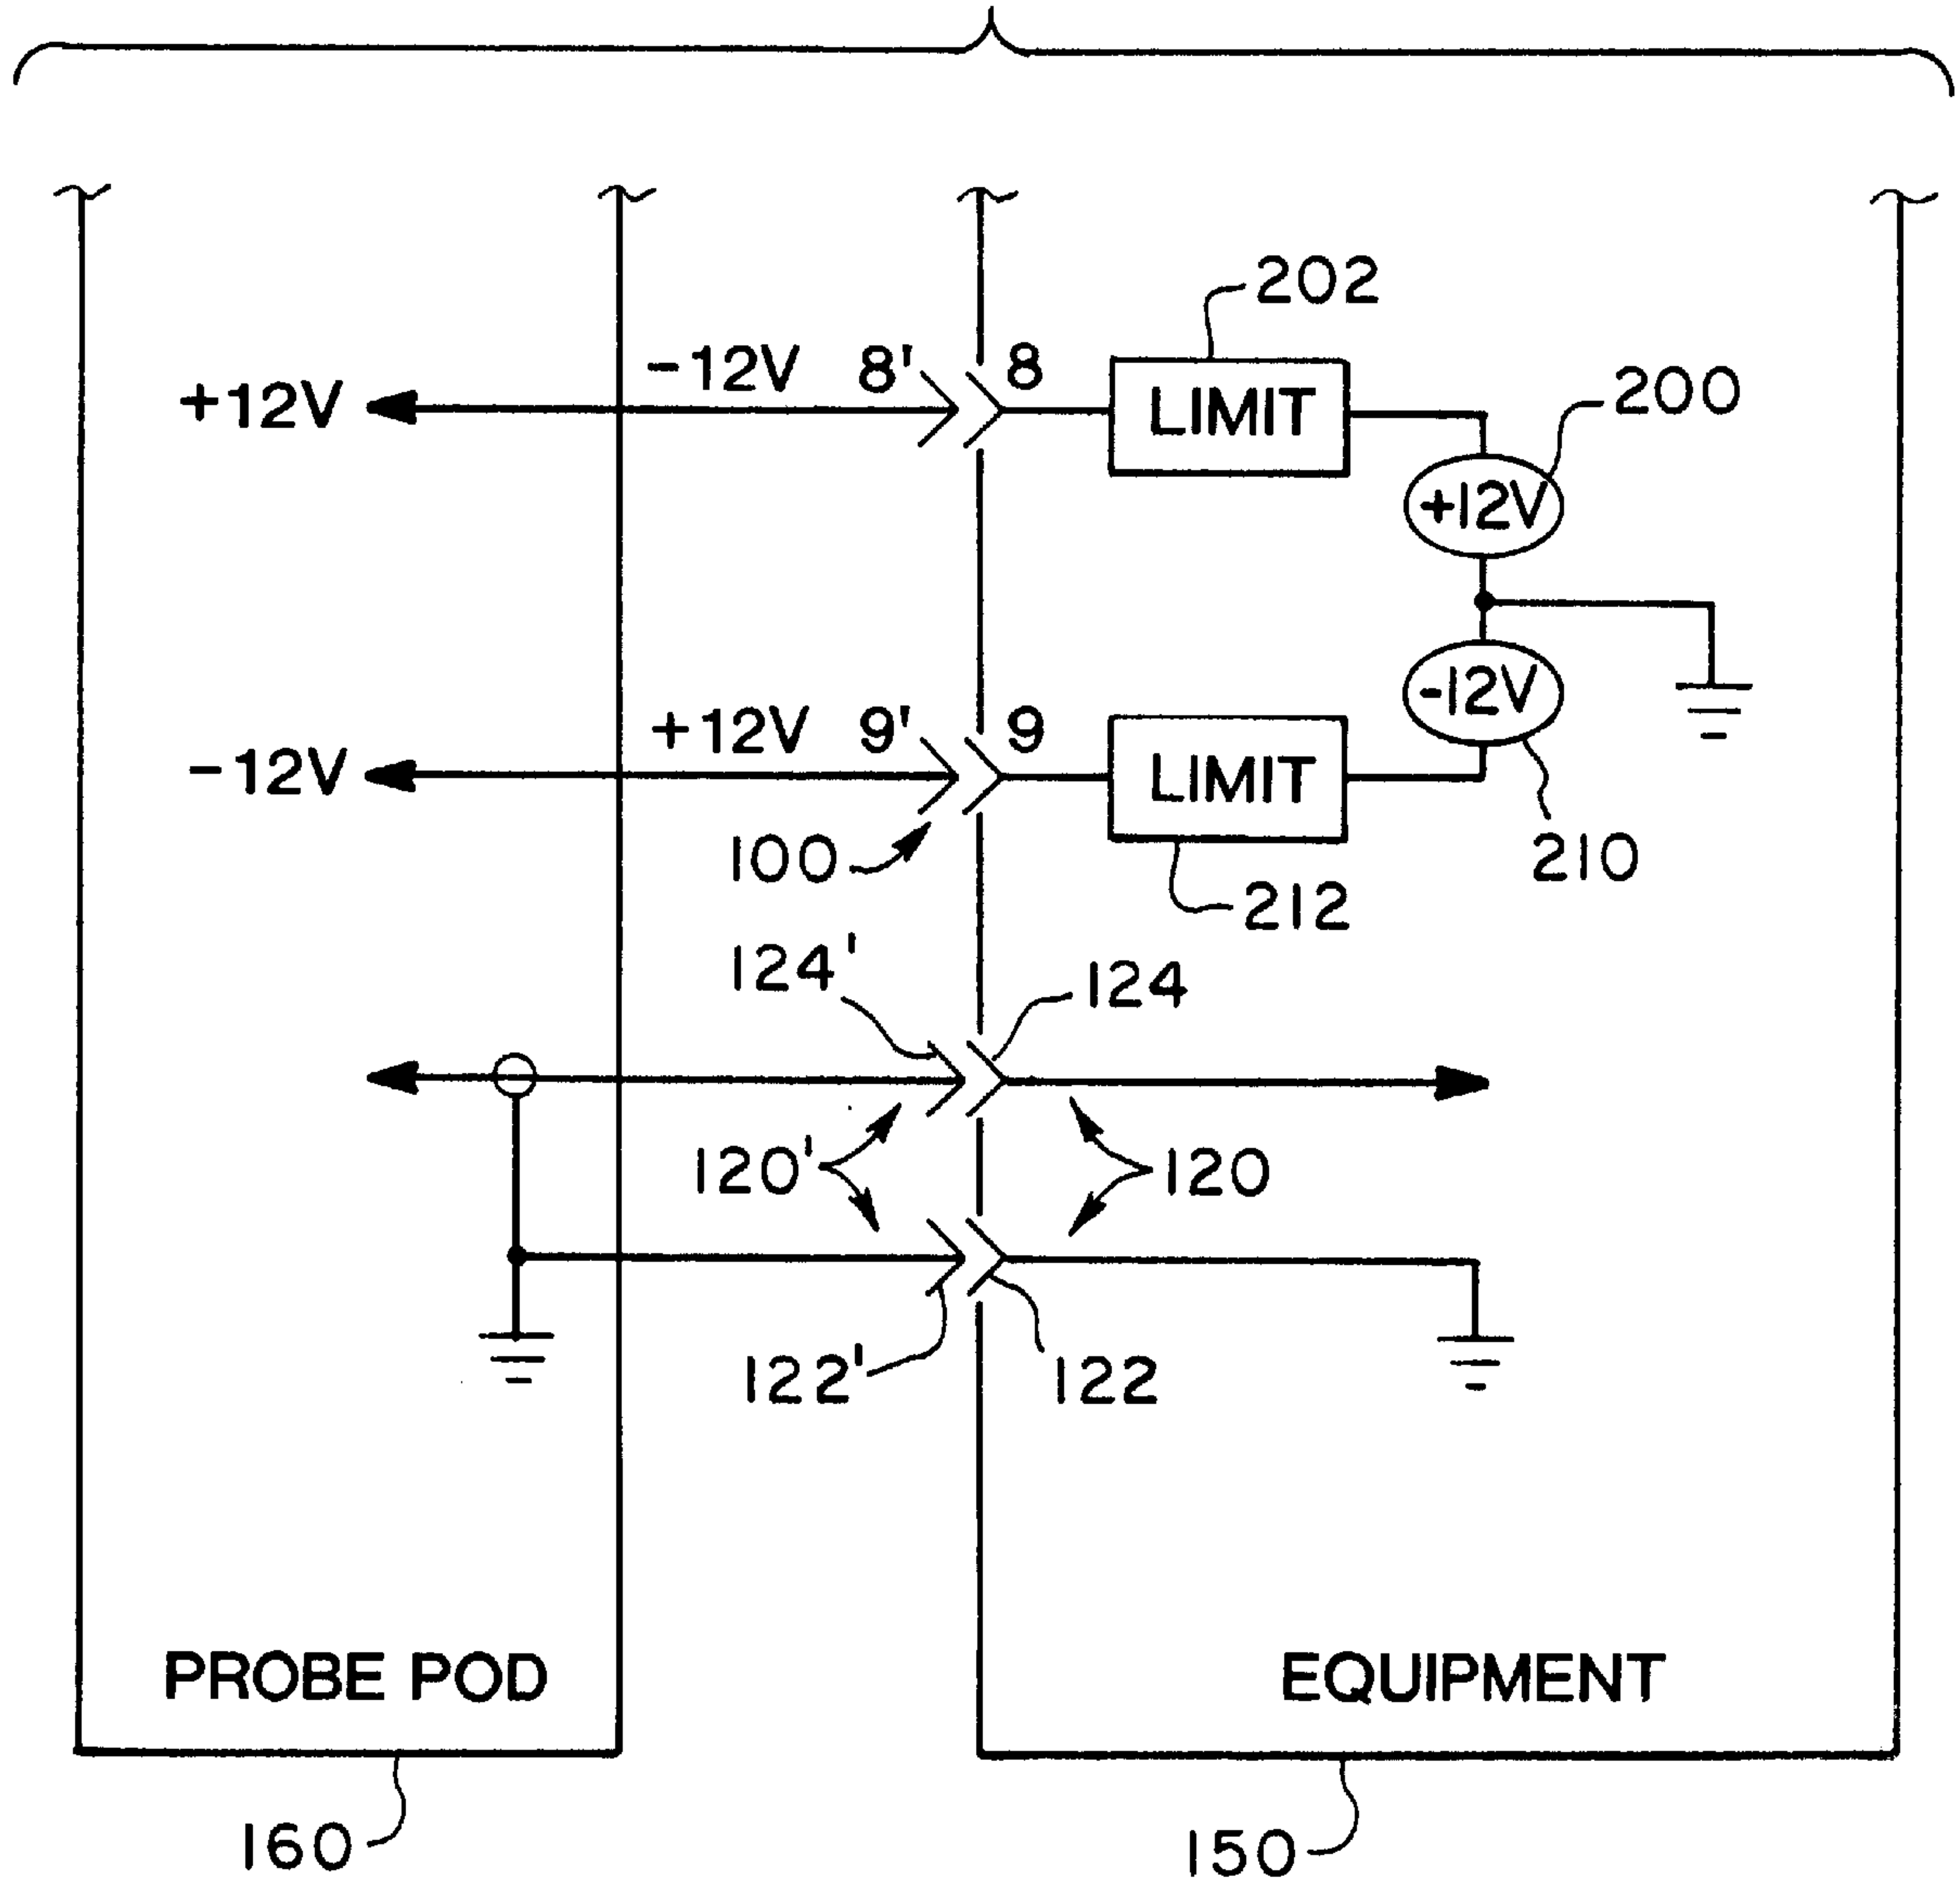 202
-12V 8' 8
+12V
LIMIT
200
+12V
-12V
+12V 9' 9
-12V
LIMIT
100
210
212
124'
124
120'
120
122'
122
PROBE POD
EQUIPMENT
160
150